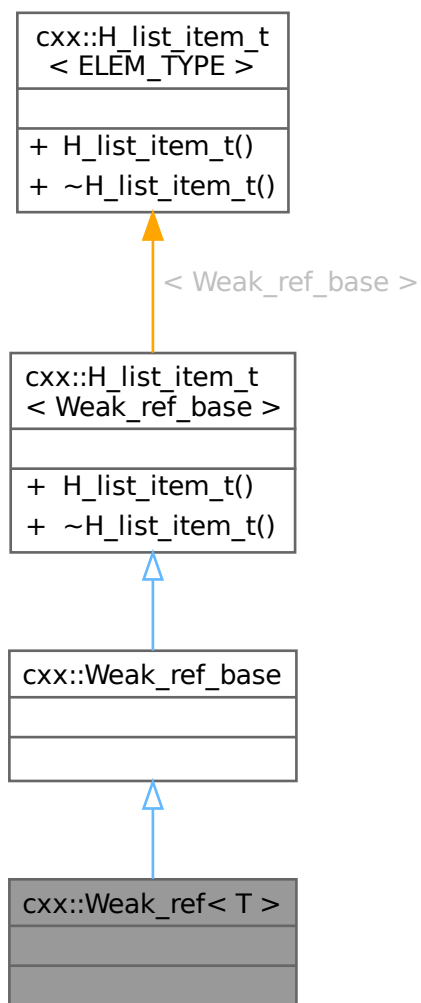 cxx::H_list_item_t
< ELEM_TYPE >
+ H_list_item_t()
+ ~H_list_item_t()
< Weak_ref_base >
cxx::H_list_item_t
< Weak_ref_base >
+ H_list_item_t()
+ ~H_list_item_t()
cxx::Weak_ref_base
cxx::Weak_ref< T >